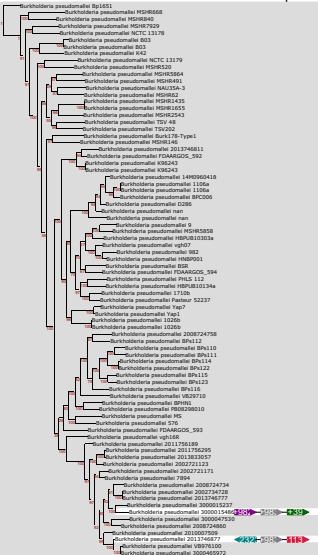 Burkholderia pseudomallei Bp1651
Burkholderia pseudomallei MSHR668
Burkholderia pseudomallei MSHR840
Burkholderia pseudomallei MSHR7929
Burkholderia pseudomallei NCTC 13178
Burkholderia pseudomallei B03
Burkholderia pseudomallei B03
Burkholderia pseudomallei K42
Burkholderia pseudomallei NCTC 13179
Burkholderia pseudomallei MSHR520
Burkholderia pseudomallei MSHR5864
Burkholderia pseudomallei MSHR491
Burkholderia pseudomallei NAU35A-3
Burkholderia pseudomallei MSHR62
Burkholderia pseudomallei MSHR1435
Burkholderia pseudomallei MSHR1655
Burkholderia pseudomallei MSHR2543
Burkholderia pseudomallei TSV 48
Burkholderia pseudomallei TSV202
Burkholderia pseudomallei Burk178-Type1
Burkholderia pseudomallei MSHR146
Burkholderia pseudomallei 2013746811
Burkholderia pseudomallei FDAARGOS_592
Burkholderia pseudomallei K96243
Burkholderia pseudomallei K96243
Burkholderia pseudomallei 14M0960418
Burkholderia pseudomallei 1106a
Burkholderia pseudomallei 1106a
Burkholderia pseudomallei BPC006
Burkholderia pseudomallei D286
Burkholderia pseudomallei nan
Burkholderia pseudomallei nan
Burkholderia pseudomallei 9
Burkholderia pseudomallei MSHR5858
Burkholderia pseudomallei HBPUB10303a
Burkholderia pseudomallei vgh07
Burkholderia pseudomallei 982
Burkholderia pseudomallei HNBP001
Burkholderia pseudomallei BSR
Burkholderia pseudomallei FDAARGOS_594
Burkholderia pseudomallei PHLS 112
Burkholderia pseudomallei HBPUB10134a
Burkholderia pseudomallei 1710b
Burkholderia pseudomallei Pasteur 52237
Burkholderia pseudomallei Yap7
Burkholderia pseudomallei Yap1
Burkholderia pseudomallei 1026b
Burkholderia pseudomallei 1026b
Burkholderia pseudomallei 2008724758
Burkholderia pseudomallei BPs112
Burkholderia pseudomallei BPs110
Burkholderia pseudomallei BPs111
Burkholderia pseudomallei BPs114
Burkholderia pseudomallei BPs122
Burkholderia pseudomallei BPs115
Burkholderia pseudomallei BPs123
Burkholderia pseudomallei BPs116
Burkholderia pseudomallei VB29710
Burkholderia pseudomallei BPHN1
Burkholderia pseudomallei PB08298010
Burkholderia pseudomallei MS
Burkholderia pseudomallei 576
Burkholderia pseudomallei FDAARGOS_593
Burkholderia pseudomallei vgh16R
Burkholderia pseudomallei 2011756189
Burkholderia pseudomallei 2011756295
Burkholderia pseudomallei 2013833057
Burkholderia pseudomallei 2002721123
Burkholderia pseudomallei 2002721171
Burkholderia pseudomallei 7894
Burkholderia pseudomallei 2008724734
Burkholderia pseudomallei 2002734728
Burkholderia pseudomallei 2013746777
Burkholderia pseudomallei 3000015237
Burkholderia pseudomallei
Burkholderia pseudomallei 3000047530
Burkholderia pseudomallei 2008724860
Burkholderia pseudomallei 2010007509
Burkholderia pseudomallei 2013746877 -232 +98 -113
Burkholderia pseudomallei VB976100
Burkholderia pseudomallei 3000465972